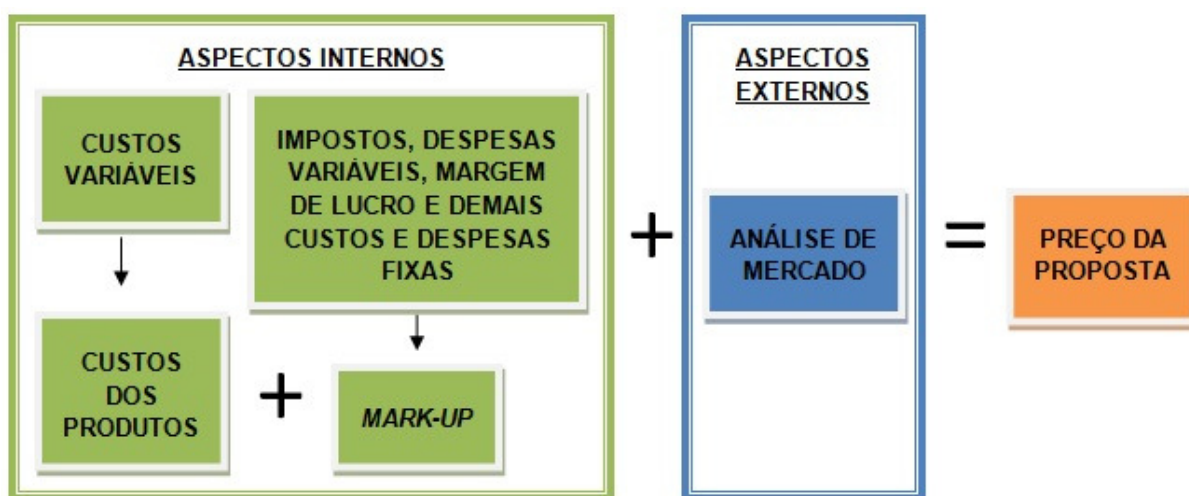 ASPECTOS INTERNOS
CUSTOS
VARIÁVEIS
IMPOSTOS, DESPESAS
VARIÁVEIS, MARGEM
DE LUCRO E DEMAIS
CUSTOS E DESPESAS
FIXAS
CUSTOS
DOS
PRODUTOS
+
MARK-UP
+
ASPECTOS
EXTERNOS
ANÁLISE DE
MERCADO
=
PREÇO DA
PROPOSTA